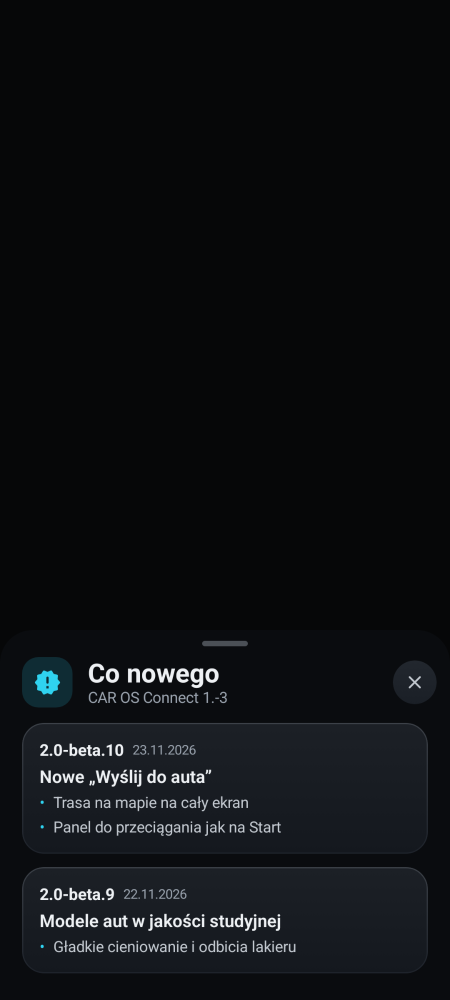 Co nowego
CAR OS Connect 1.-3
2.0-beta.10 23.11.2026
Nowe „Wyślij do auta”
• Trasa na mapie na cały ekran
• Panel do przeciągania jak na Start
2.0-beta.9 22.11.2026
Modele aut w jakości studyjnej
• Gładkie cieniowanie i odbicia lakieru